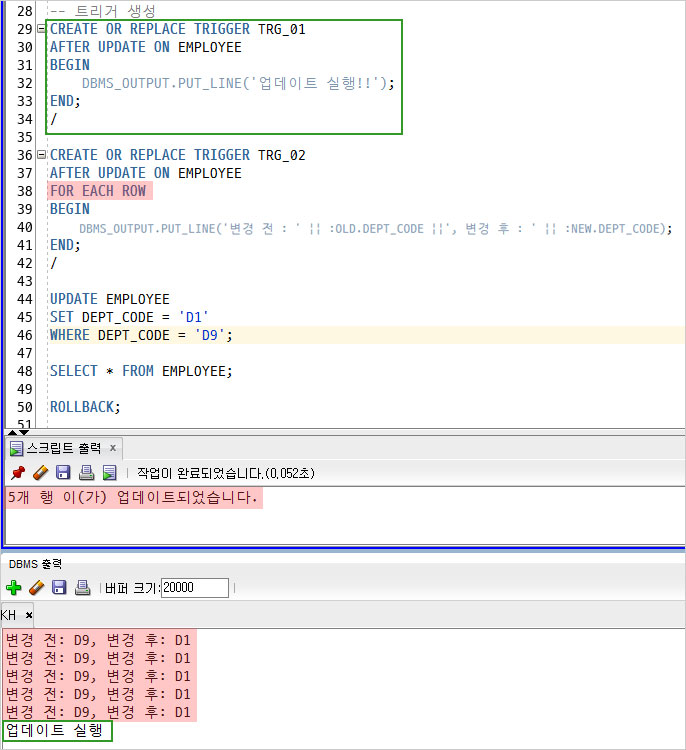 28 -- 트리거 생성
29 CREATE OR REPLACE TRIGGER TRG_01
30 AFTER UPDATE ON EMPLOYEE
31 BEGIN
32 DBMS_OUTPUT.PUT_LINE('업데이트 실행!!');
33 END;
34 /
35
36 CREATE OR REPLACE TRIGGER TRG_02
37 AFTER UPDATE ON EMPLOYEE
38 FOR EACH ROW
39 BEGIN
40 DBMS_OUTPUT.PUT_LINE('변경 전 : ' || :OLD.DEPT_CODE ||', 변경 후 : ' || :NEW.DEPT_CODE);
41 END;
42 /
43
44 UPDATE EMPLOYEE
45 SET DEPT_CODE = 'D1'
46 WHERE DEPT_CODE = 'D9';
47
48 SELECT * FROM EMPLOYEE;
49
50 ROLLBACK;
51
스크립트 출력 x
작업이 완료되었습니다.(0,052초)
5개 행 이(가) 업데이트되었습니다.
DBMS 출력
버퍼 크기:20000
KH x
변경 전: D9, 변경 후: D1
변경 전: D9, 변경 후: D1
변경 전: D9, 변경 후: D1
변경 전: D9, 변경 후: D1
변경 전: D9, 변경 후: D1
업데이트 실행